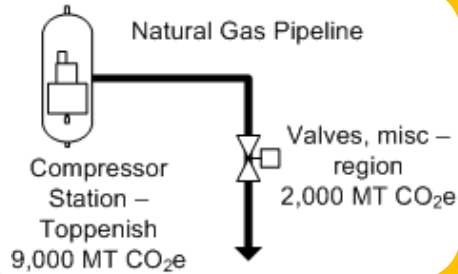 Natural Gas Pipeline
Valves, misc –
region
2,000 MT CO₂e
Compressor
Station –
Toppenish
9,000 MT CO₂e